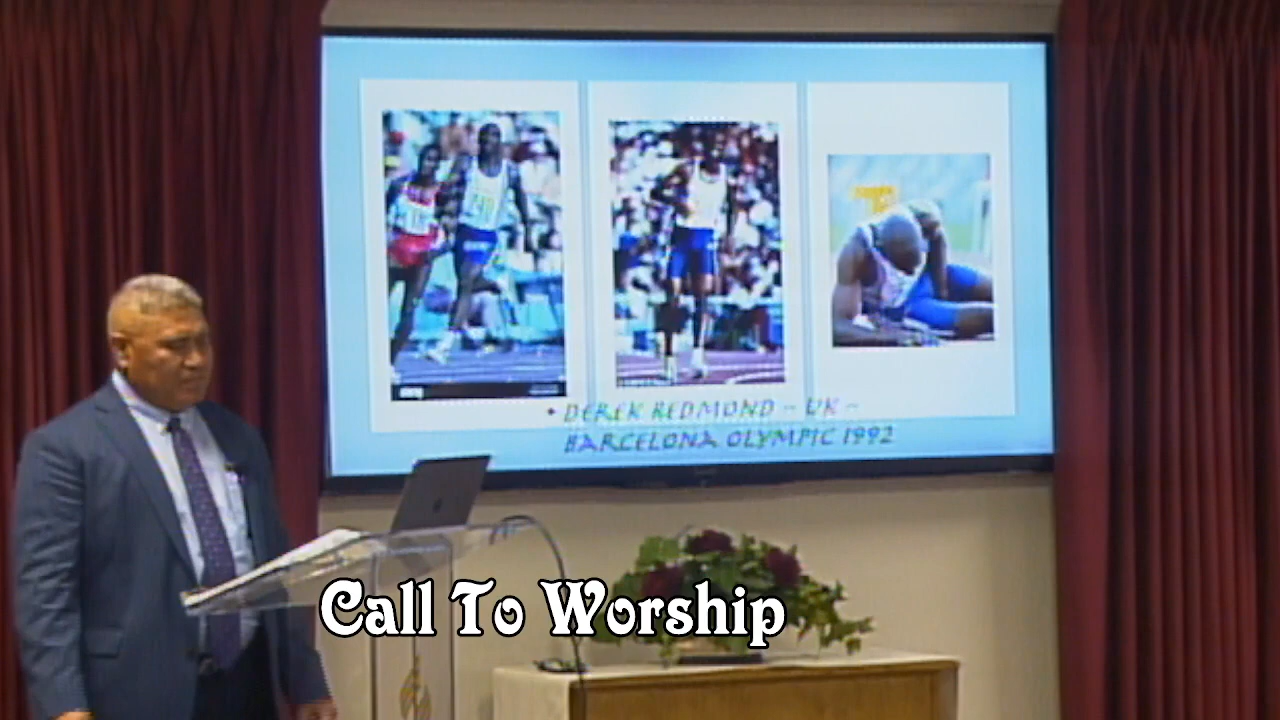 • DEREK REDMOND – UK –
BARCELONA OLYMPIC 1992
Call To Worship